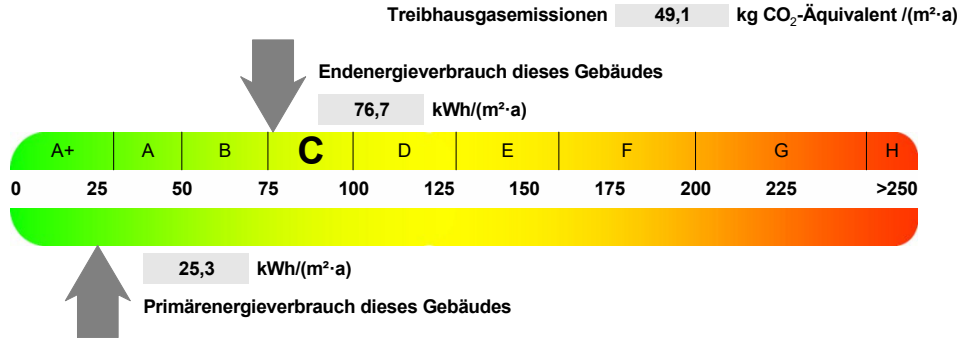 Treibhausgasemissionen 49,1 kg CO₂-Äquivalent /(m²·a)
Endenergieverbrauch dieses Gebäudes
76,7 kWh/(m²·a)
A+ A B C D E F G H
0 25 50 75 100 125 150 175 200 225 >250
25,3 kWh/(m²·a)
Primärenergieverbrauch dieses Gebäudes